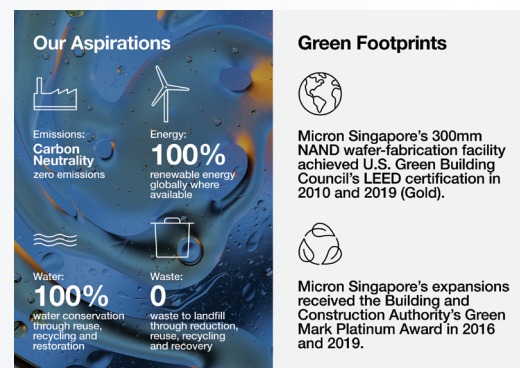 Our Aspirations
Emissions:
Carbon
Neutrality
zero emissions
Energy:
100%
renewable energy
globally where
available
Water:
100%
water conservation
through reuse,
recycling and
restoration
Waste:
0
waste to landfill
through reduction,
reuse, recycling
and recovery
Green Footprints
Micron Singapore's 300mm
NAND wafer-fabrication facility
achieved U.S. Green Building
Council's LEED certification in
2010 and 2019 (Gold).
Micron Singapore's expansions
received the Building and
Construction Authority's Green
Mark Platinum Award in 2016
and 2019.